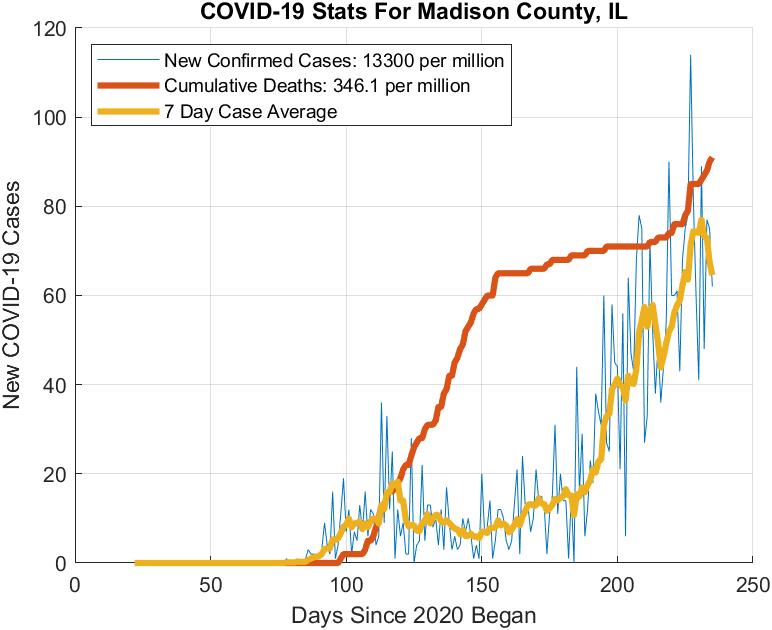 COVID-19 Stats For Madison County, IL
New Confirmed Cases: 13300 per million
Cumulative Deaths: 346.1 per million
7 Day Case Average
New COVID-19 Cases
120
100
80
60
40
20
0
0 50 100 150 200 250
Days Since 2020 Began